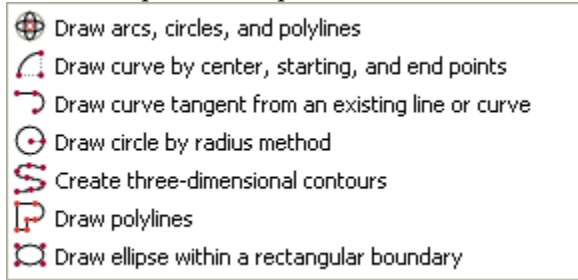 Draw arcs, circles, and polylines
Draw curve by center, starting, and end points
Draw curve tangent from an existing line or curve
Draw circle by radius method
Create three-dimensional contours
Draw polylines
Draw ellipse within a rectangular boundary